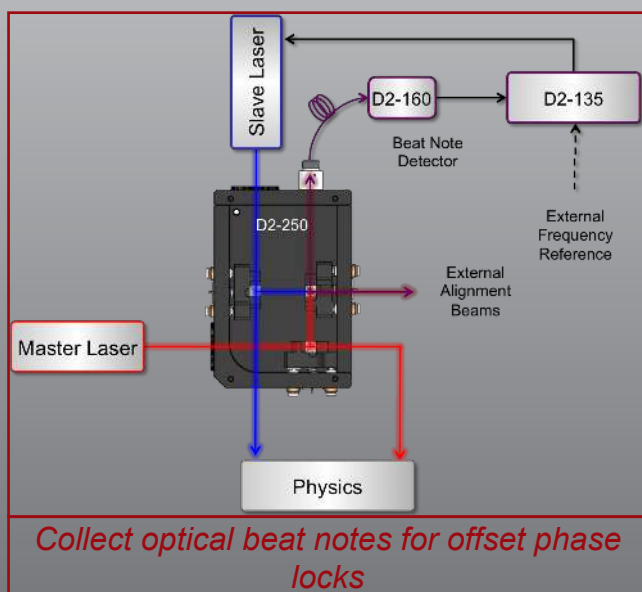 Slave Laser
D2-160
D2-135
Beat Note
Detector
D2-250
External
Frequency
Reference
External
Alignment
Beams
Master Laser
Physics
Collect optical beat notes for offset phase
locks